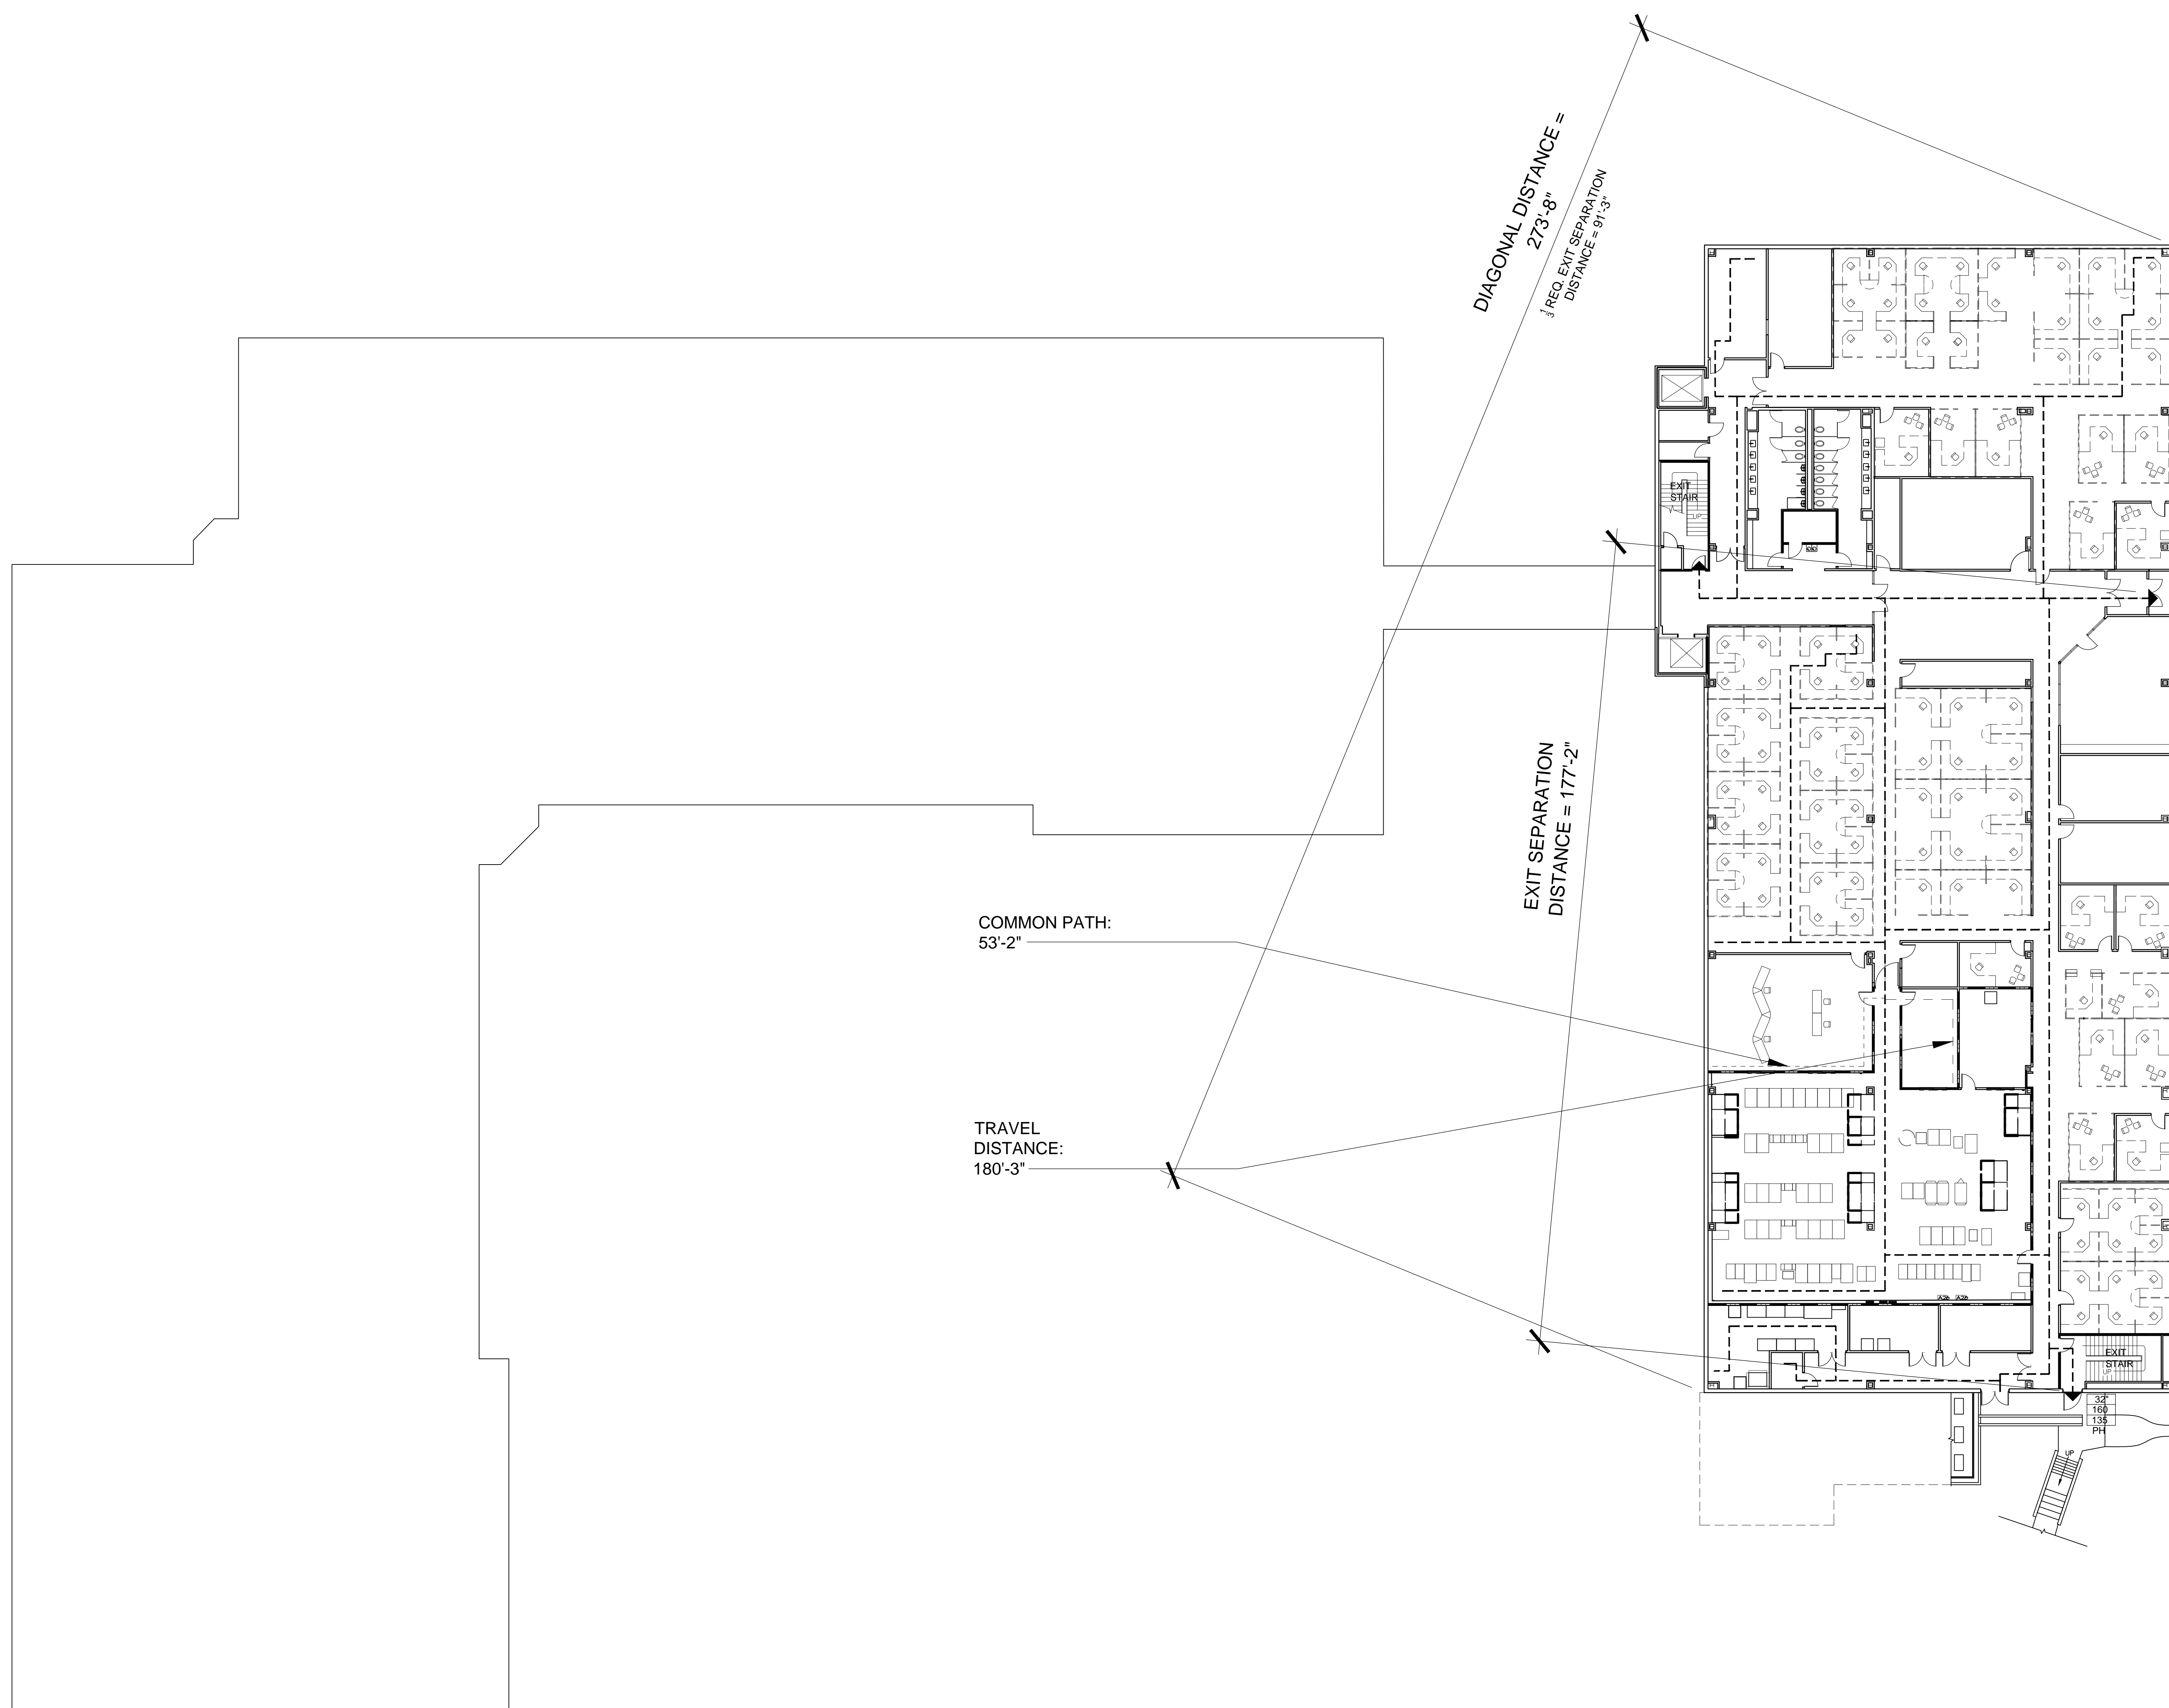 DIAGONAL DISTANCE =
273'-8"
1/3 REQ. EXIT SEPARATION
DISTANCE = 91'-3"
EXIT
STAIR
UP
EXIT SEPARATION
DISTANCE = 177'-2"
COMMON PATH:
53'-2"
TRAVEL
DISTANCE:
180'-3"
EXIT
STAIR
UP
32"
160
135
PH
UP